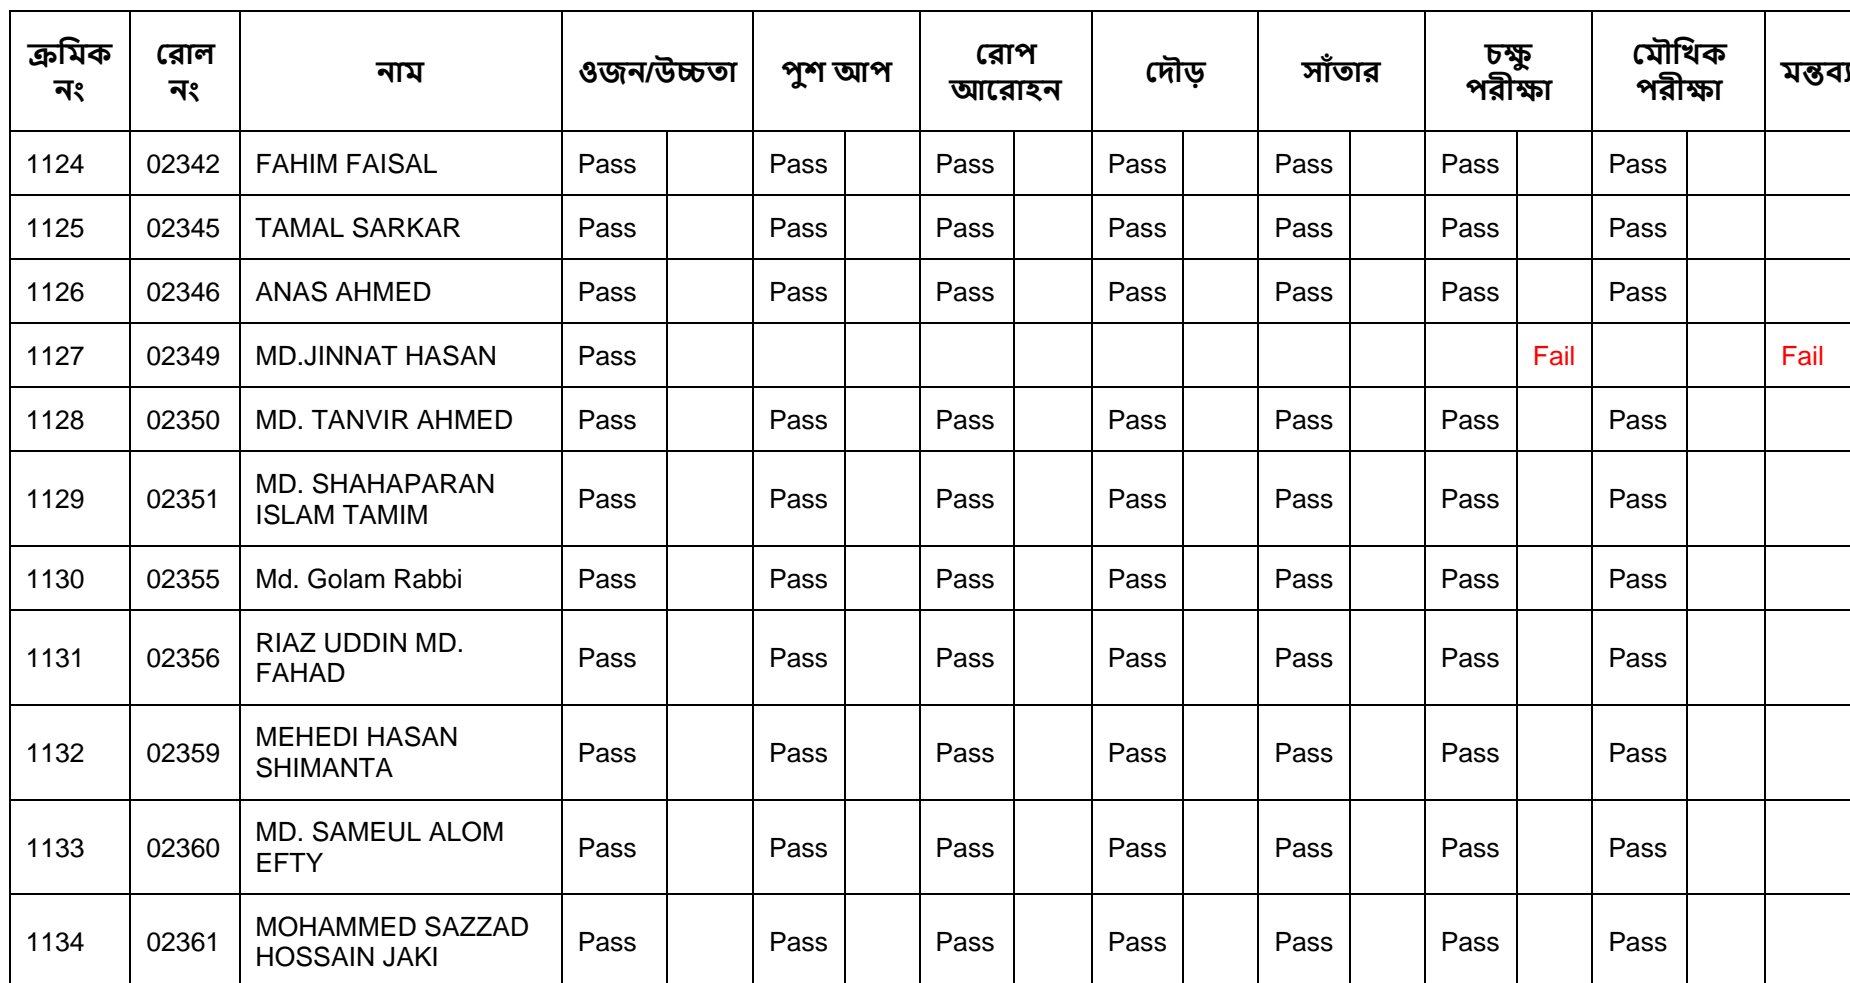 ক্রমিক নং রোল নং নাম ওজন/উচ্চতা পুশ আপ রোপ আরোহন দৌড় সাঁতার চক্ষু পরীক্ষা মৌখিক পরীক্ষা মন্তব্য
1124 02342 FAHIM FAISAL Pass Pass Pass Pass Pass Pass Pass
1125 02345 TAMAL SARKAR Pass Pass Pass Pass Pass Pass Pass
1126 02346 ANAS AHMED Pass Pass Pass Pass Pass Pass Pass
1127 02349 MD.JINNAT HASAN Pass Fail Fail
1128 02350 MD. TANVIR AHMED Pass Pass Pass Pass Pass Pass Pass
1129 02351 MD. SHAHAPARAN ISLAM TAMIM Pass Pass Pass Pass Pass Pass Pass
1130 02355 Md. Golam Rabbi Pass Pass Pass Pass Pass Pass Pass
1131 02356 RIAZ UDDIN MD. FAHAD Pass Pass Pass Pass Pass Pass Pass
1132 02359 MEHEDI HASAN SHIMANTA Pass Pass Pass Pass Pass Pass Pass
1133 02360 MD. SAMEUL ALOM EFTY Pass Pass Pass Pass Pass Pass Pass
1134 02361 MOHAMMED SAZZAD HOSSAIN JAKI Pass Pass Pass Pass Pass Pass Pass